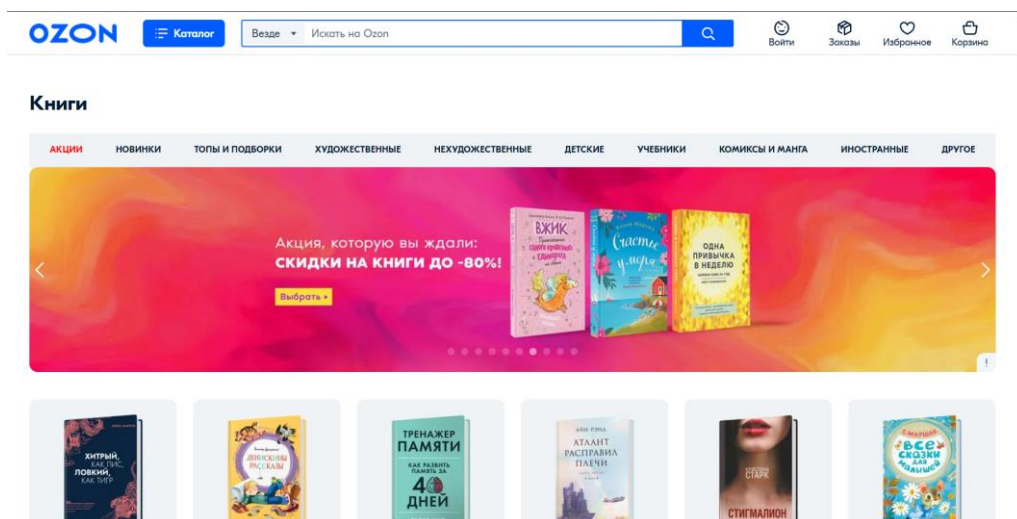 OZON
Каталог
Везде
Искать на Ozon
Войти
Заказы
Избранное
Корзина
Книги
АКЦИИ
НОВИНКИ
ТОПЫ И ПОДБОРКИ
ХУДОЖЕСТВЕННЫЕ
НЕХУДОЖЕСТВЕННЫЕ
ДЕТСКИЕ
УЧЕБНИКИ
КОМИКСЫ И МАНГА
ИНОСТРАННЫЕ
ДРУГОЕ
Акция, которую вы ждали:
СКИДКИ НА КНИГИ ДО -80%!
Выбрать
ВЖИК
Счастье
у моря
ОДНА
ПРИВЫЧКА
В НЕДЕЛЮ
!
ХИТРЫЙ,
КАК ЛИС,
ЛОВКИЙ,
КАК ТИГР
ДЕНИСКИНЫ
РАССКАЗЫ
ТРЕНАЖЕР
ПАМЯТИ
КАК РАЗВИТЬ
ПАМЯТЬ ЗА
40
ДНЕЙ
АЙН РЭНД
АТЛАНТ
РАСПРАВИЛ
ПЛЕЧИ
КРИСТИНА
СТАРК
СТИГМАЛИОН
С. МАРШАК
ВСЕ
СКАЗКИ
ДЛЯ
МАЛЫШЕЙ